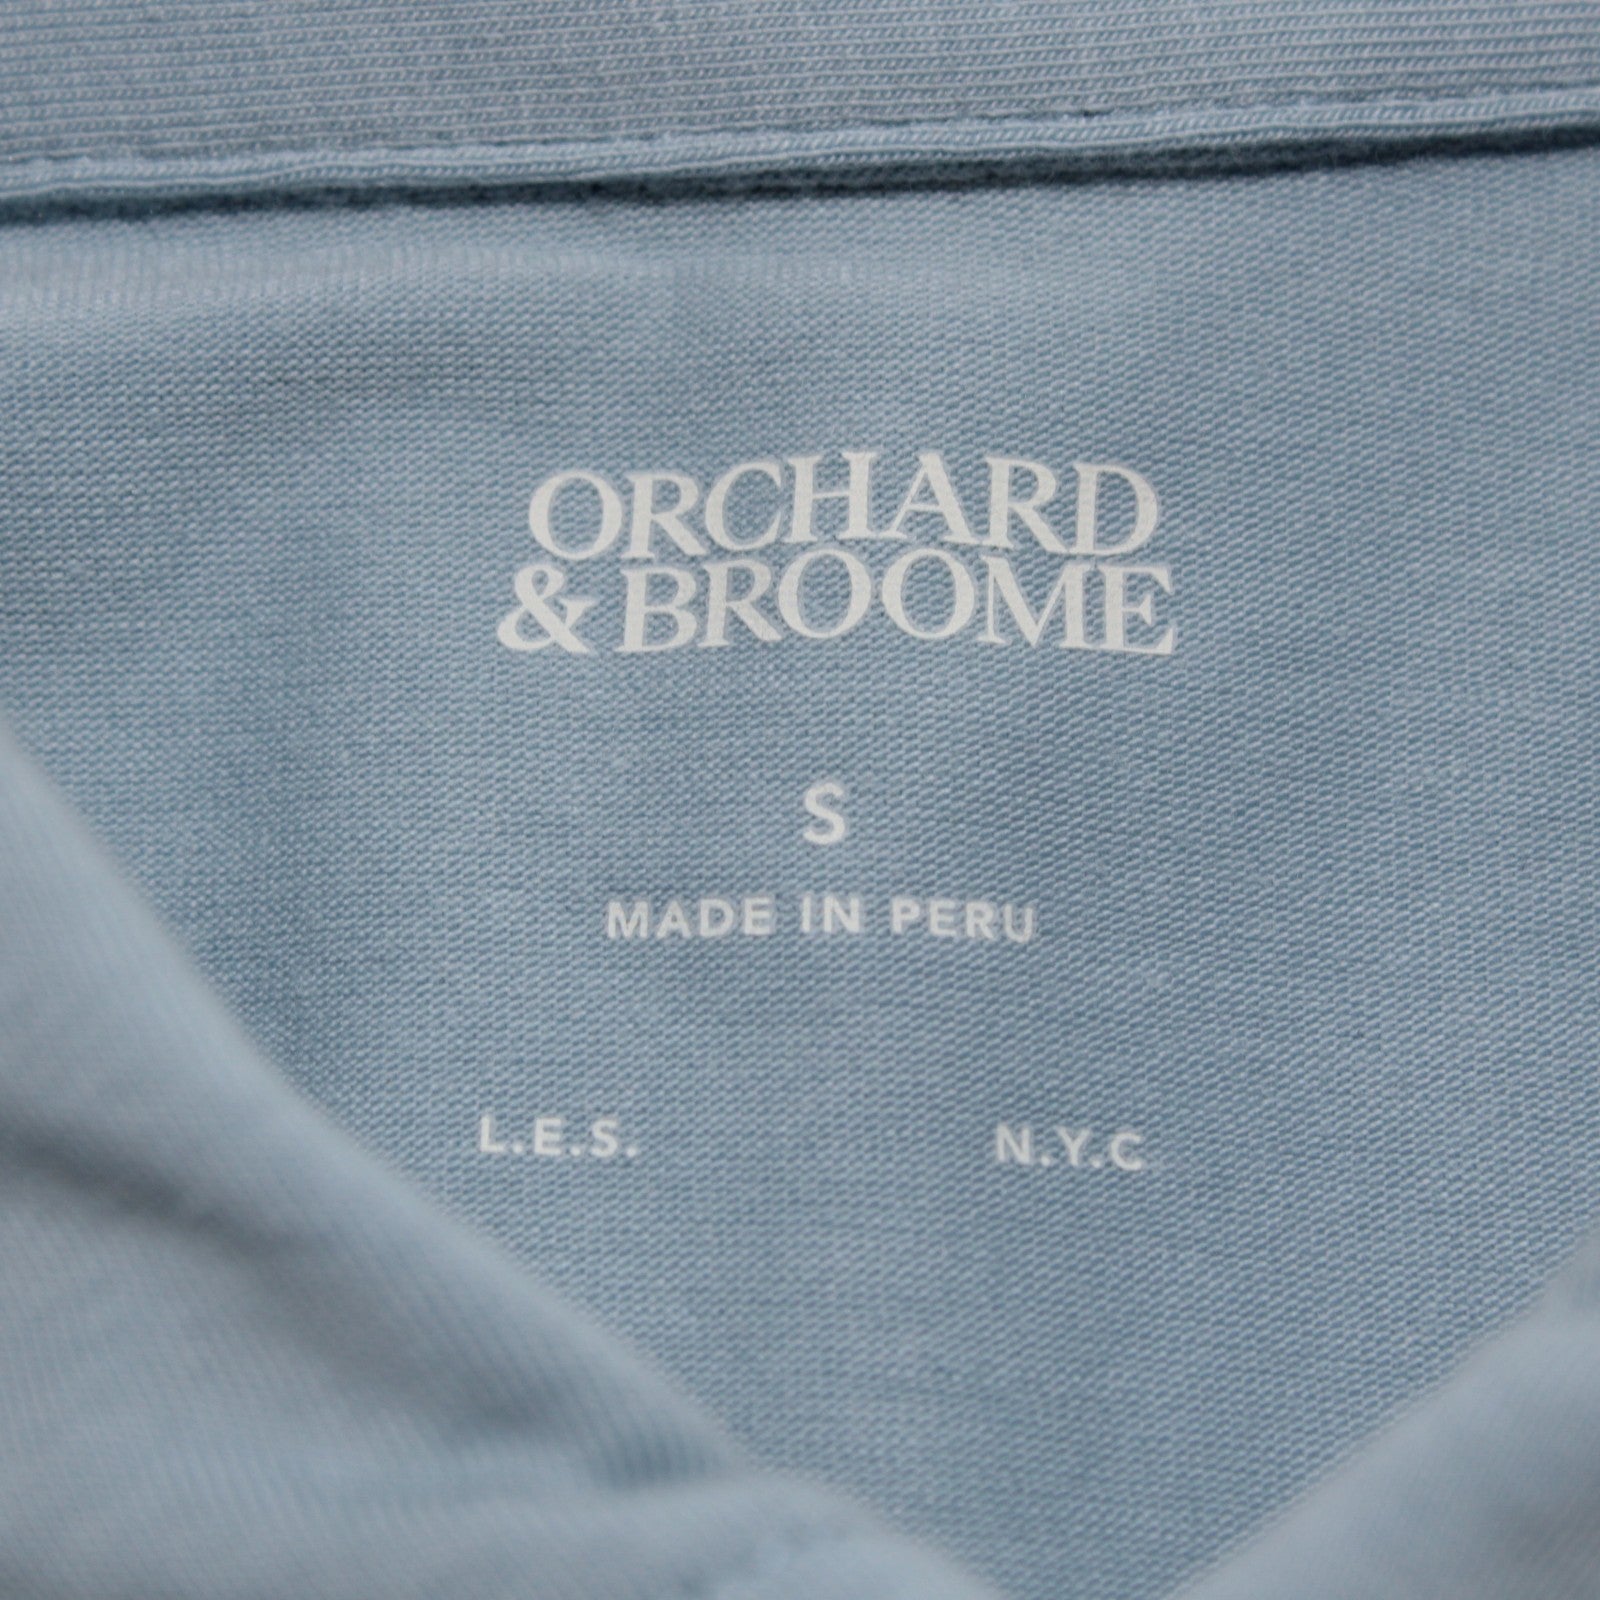 ORCHARD
& BROOME
S
MADE IN PERU
L.E.S. N.Y.C